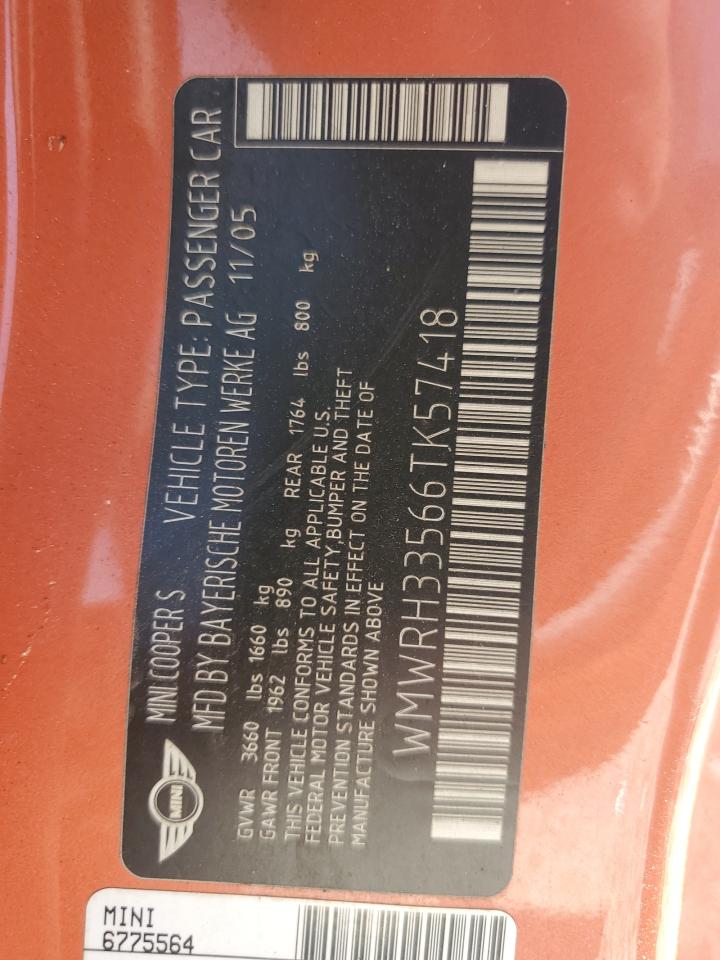 MINI
MINI COOPER S VEHICLE TYPE: PASSENGER CAR
MFD BY BAYERISCHE MOTOREN WERKE AG 11/05
GVWR 3660 lbs 1660 kg
GAWR FRONT 1962 lbs 890 kg REAR 1764 lbs 800 kg
THIS VEHICLE CONFORMS TO ALL APPLICABLE U.S.
FEDERAL MOTOR VEHICLE SAFETY,BUMPER AND THEFT
PREVENTION STANDARDS IN EFFECT ON THE DATE OF
MANUFACTURE SHOWN ABOVE
WMWRH33566TK57418
MINI
6775564